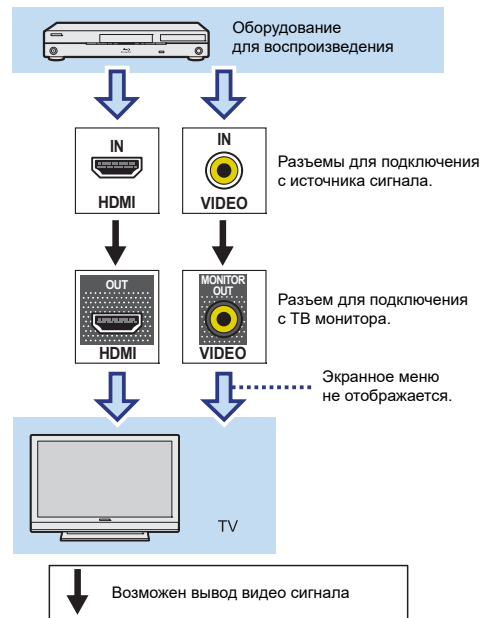 Оборудование
для воспроизведения
IN
HDMI
IN
VIDEO
Разъемы для подключения
с источника сигнала.
OUT
HDMI
MONITOR
OUT
VIDEO
Разъем для подключения
с ТВ монитора.
Экранное меню
не отображается.
TV
Возможен вывод видео сигнала